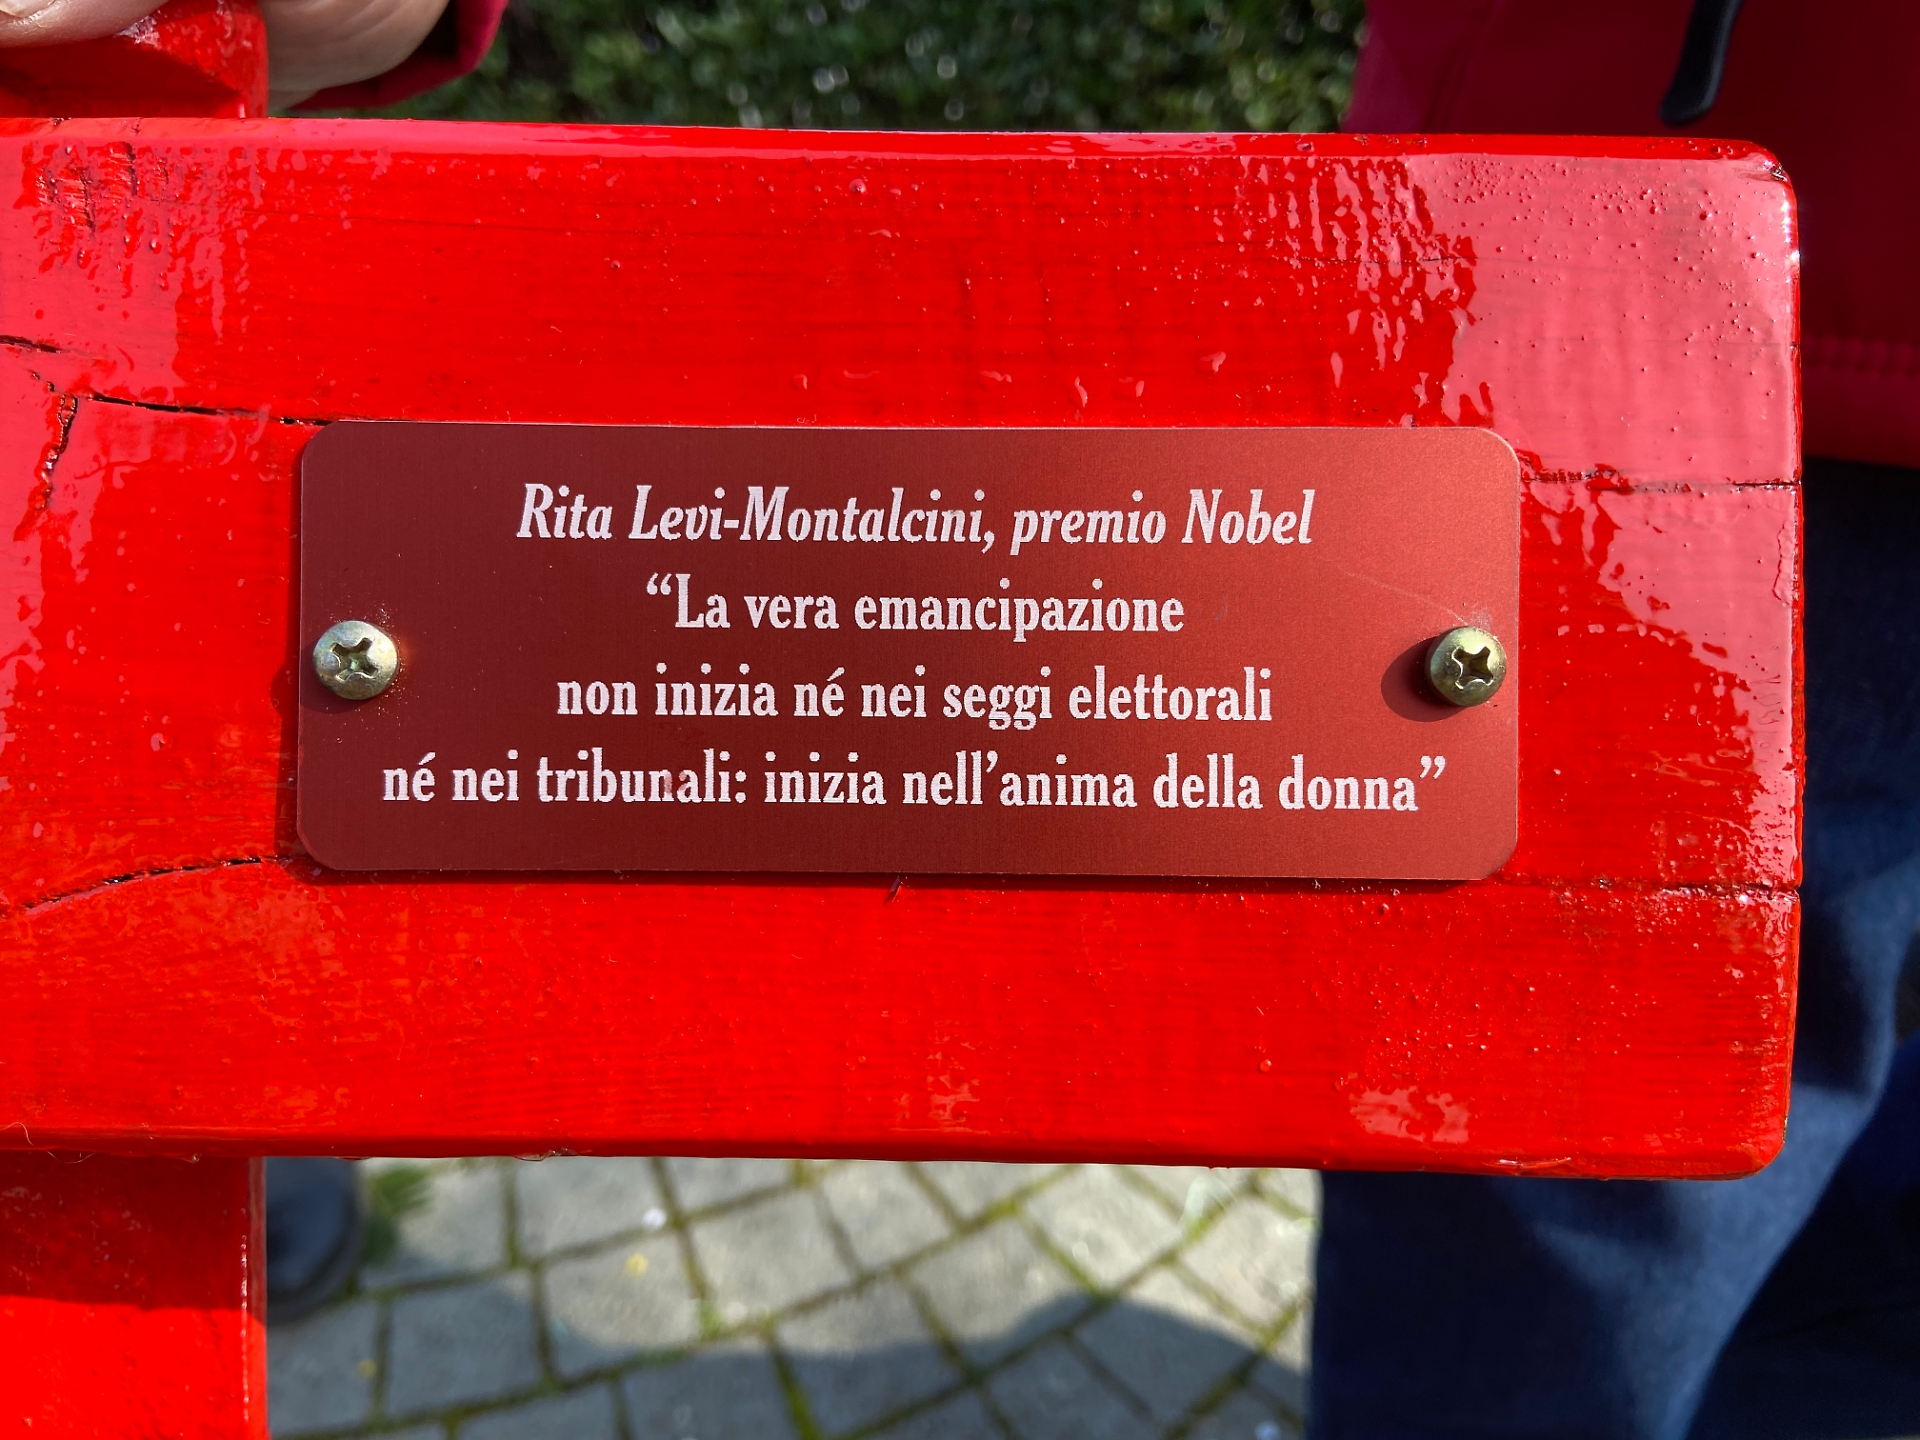 Rita Levi-Montalcini, premio Nobel
“La vera emancipazione
non inizia né nei seggi elettorali
né nei tribunali: inizia nell’anima della donna”